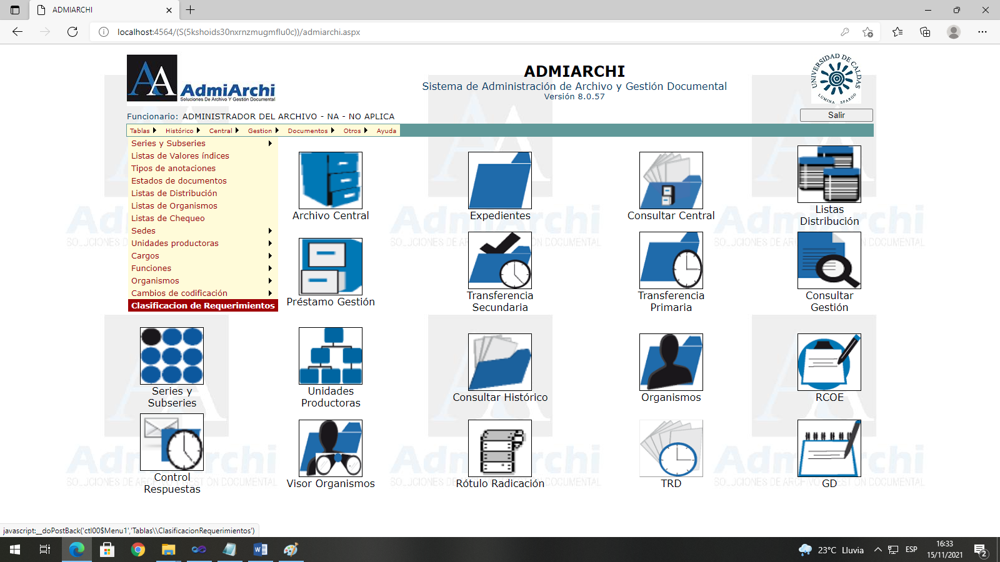 ADMIARCHI
localhost:4564/(S(5kshoids30nxrnzmugmflu0c))/admiarchi.aspx
AA
AdmiArchi
Soluciones De Archivo Y Gestión Documental
ADMIARCHI
Sistema de Administración de Archivo y Gestión Documental
Versión 8.0.57
UNIVERSIDAD DE CALDAS
LUMINA SPARGO
Funcionario: ADMINISTRADOR DEL ARCHIVO - NA - NO APLICA
Salir
Tablas Histórico Central Gestion Documentos Otros Ayuda
Series y Subseries
Listas de Valores índices
Tipos de anotaciones
Estados de documentos
Listas de Distribución
Listas de Organismos
Listas de Chequeo
Sedes
Unidades productoras
Cargos
Funciones
Organismos
Cambios de codificación
Clasificacion de Requerimientos
Archivo Central
Expedientes
Consultar Central
Listas
Distribución
Préstamo Gestión
Transferencia
Secundaria
Transferencia
Primaria
Consultar
Gestión
Series y
Subseries
Unidades
Productoras
Consultar Histórico
Organismos
RCOE
Control
Respuestas
Visor Organismos
Rótulo Radicación
TRD
GD
javascript:__doPostBack('ctl00$Menu1','Tablas\\ClasificacionRequerimientos')
23°C Lluvia
ESP
16:33
15/11/2021
2